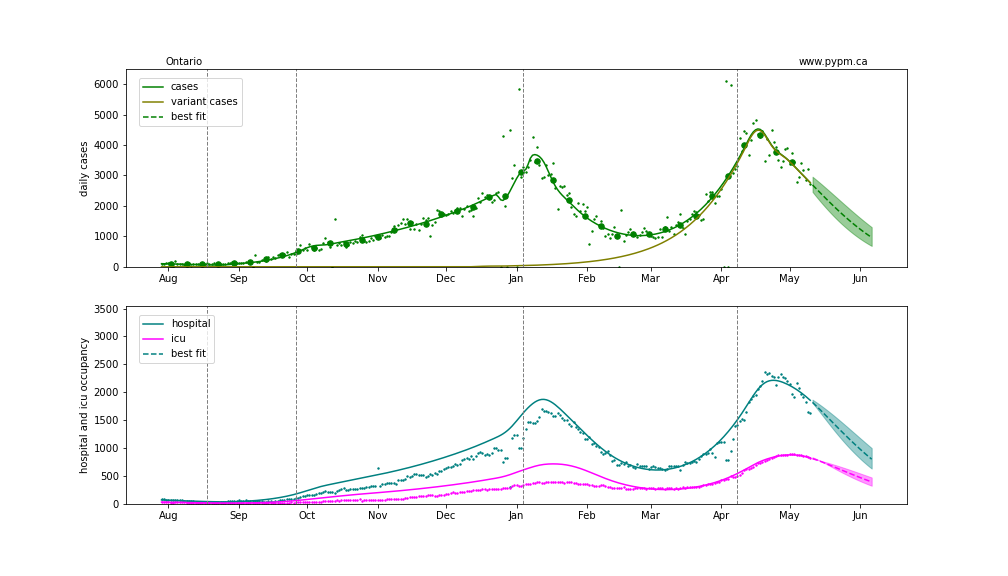 Ontario www.pypm.ca
daily cases
6000
5000
4000
3000
2000
1000
0
cases
variant cases
best fit
Aug Sep Oct Nov Dec Jan Feb Mar Apr May Jun
hospital and icu occupancy
3500
3000
2500
2000
1500
1000
500
0
hospital
icu
best fit
Aug Sep Oct Nov Dec Jan Feb Mar Apr May Jun